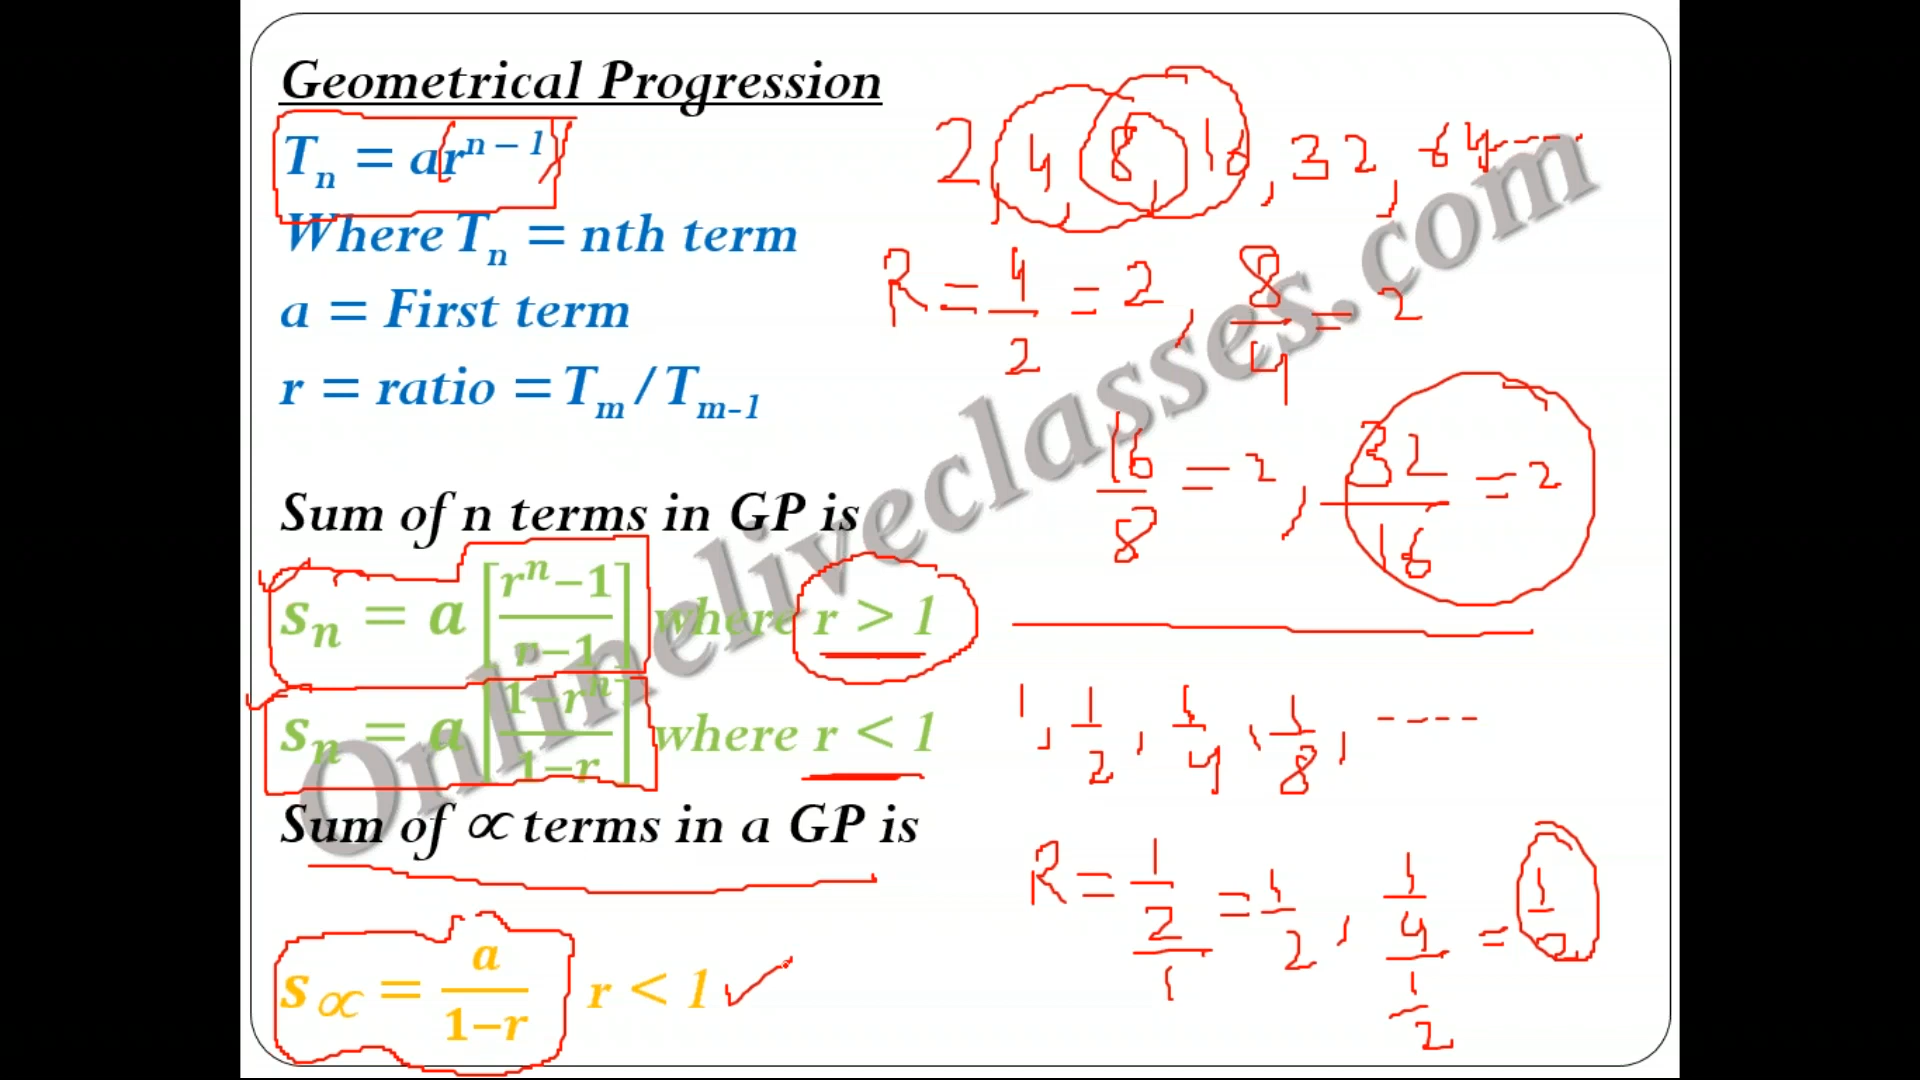 Geometrical Progression
Tn = ar^n – 1
Where Tn = nth term
a = First term
r = ratio = Tm / Tm-1
Sum of n terms in GP is
sn = a [r^n−1 / r−1] where r > 1
sn = a [1−r^n / 1−r] where r < 1
Sum of ∝ terms in a GP is
s∝ = a / 1−r r < 1
2, 4, 8, 16, 32, 64 ----
R = 4/2 = 2, 8/4 = 2
16/8 = 2, 32/16 = 2
1, 1/2, 1/4, 1/8, ----
R = 1/2/1 = 1/2, 1/4/1/2 = 1/2
Onlineliveclasses.com